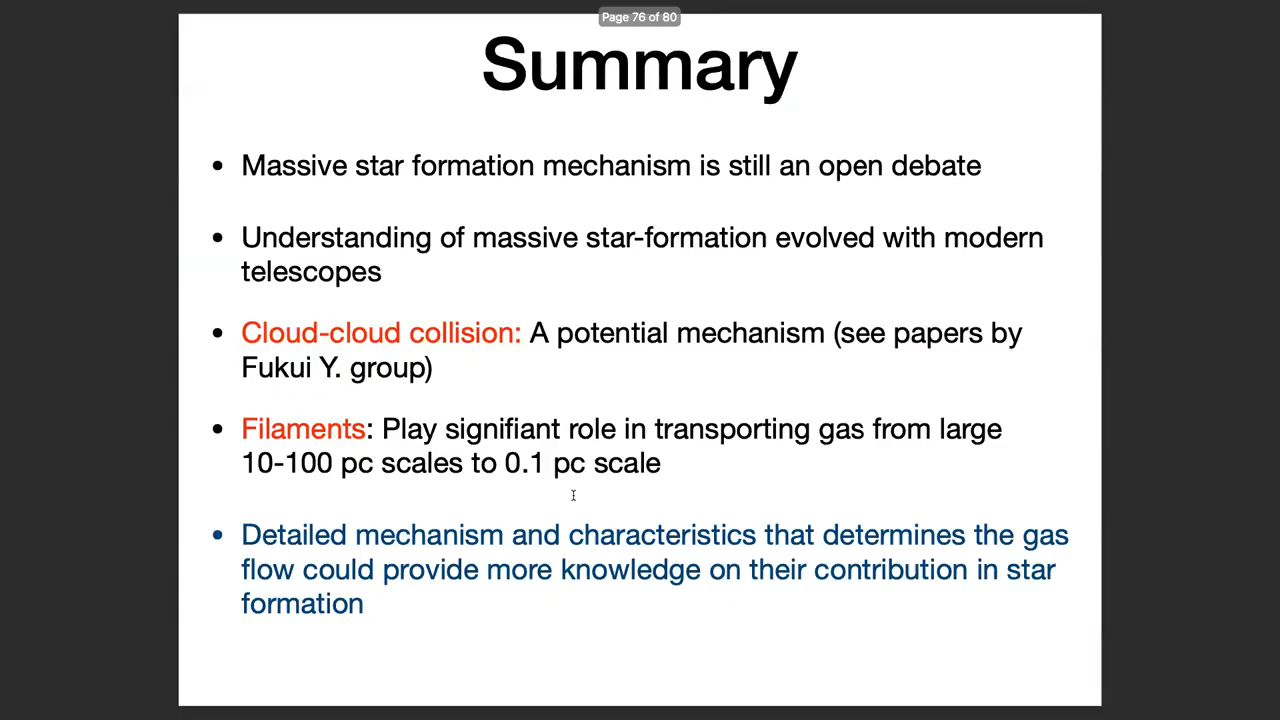 Page 76 of 80
Summary
• Massive star formation mechanism is still an open debate
• Understanding of massive star-formation evolved with modern
telescopes
• Cloud-cloud collision: A potential mechanism (see papers by
Fukui Y. group)
• Filaments: Play signifiant role in transporting gas from large
10-100 pc scales to 0.1 pc scale
• Detailed mechanism and characteristics that determines the gas
flow could provide more knowledge on their contribution in star
formation